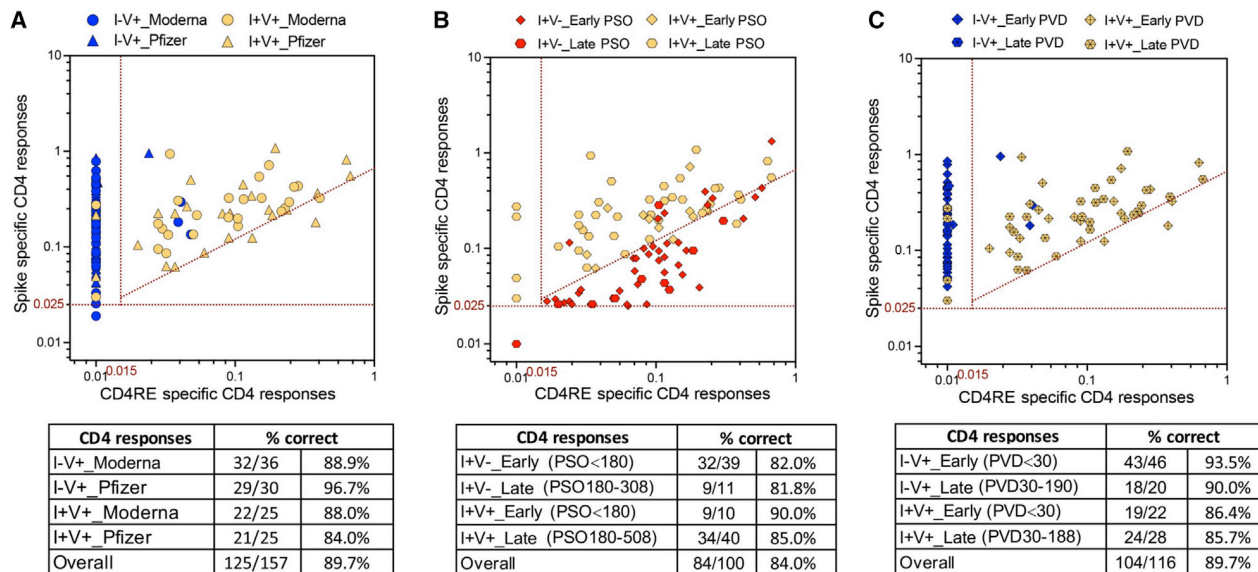 A
I-V+_Moderna
I+V+_Moderna
I-V+_Pfizer
I+V+_Pfizer
Spike specific CD4 responses
10
1
0.1
0.025
0.01
0.01
0.015
0.1
1
CD4RE specific CD4 responses
CD4 responses % correct
I-V+_Moderna 32/36 88.9%
I-V+_Pfizer 29/30 96.7%
I+V+_Moderna 22/25 88.0%
I+V+_Pfizer 21/25 84.0%
Overall 125/157 89.7%
B
I+V-_Early PSO
I+V+_Early PSO
I+V-_Late PSO
I+V+_Late PSO
Spike specific CD4 responses
10
1
0.1
0.025
0.01
0.01
0.015
0.1
1
CD4RE specific CD4 responses
CD4 responses % correct
I+V-_Early (PSO<180) 32/39 82.0%
I+V-_Late (PSO180-308) 9/11 81.8%
I+V+_Early (PSO<180) 9/10 90.0%
I+V+_Late (PSO180-508) 34/40 85.0%
Overall 84/100 84.0%
C
I-V+_Early PVD
I+V+_Early PVD
I-V+_Late PVD
I+V+_Late PVD
Spike specific CD4 responses
10
1
0.1
0.025
0.01
0.01
0.015
0.1
1
CD4RE specific CD4 responses
CD4 responses % correct
I-V+_Early (PVD<30) 43/46 93.5%
I-V+_Late (PVD30-190) 18/20 90.0%
I+V+_Early (PVD<30) 19/22 86.4%
I+V+_Late (PVD30-188) 24/28 85.7%
Overall 104/116 89.7%